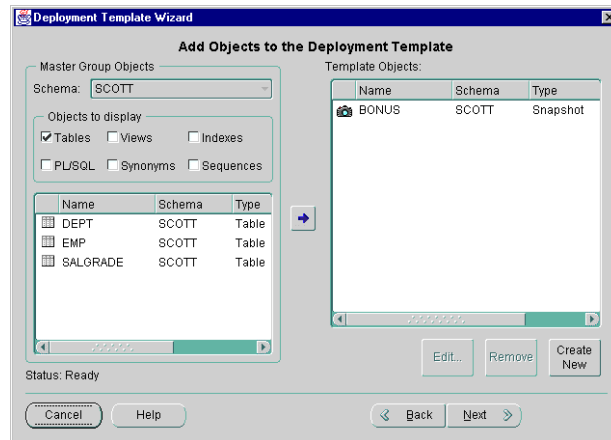 Deployment Template Wizard
Add Objects to the Deployment Template
Master Group Objects
Schema: SCOTT
Objects to display
Tables Views Indexes
PL/SQL Synonyms Sequences
Name Schema Type
DEPT SCOTT Table
EMP SCOTT Table
SALGRADE SCOTT Table
Template Objects:
Name Schema Type
BONUS SCOTT Snapshot
Edit... Remove Create New
Status: Ready
Cancel Help Back Next